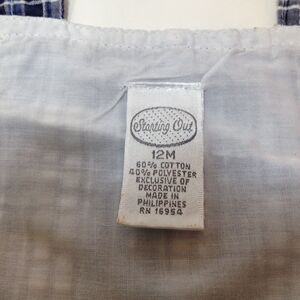 Starting Out
12M
60% COTTON
40% POLYESTER
EXCLUSIVE OF
DECORATION
MADE IN
PHILIPPINES
RN 16954